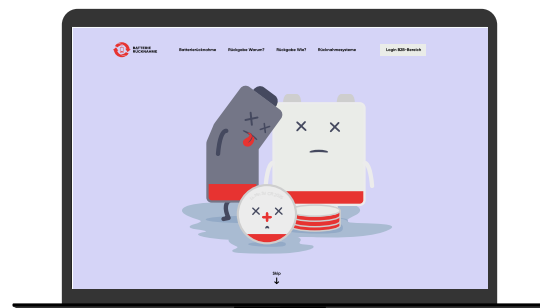 BATTERIE
RÜCKNAHME
Batterierücknahme Rückgabe Warum? Rückgabe Wie? Rücknahmesysteme Login B2B-Bereich
Skip